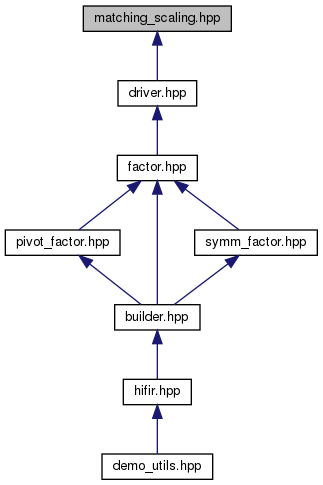 matching_scaling.hpp
driver.hpp
factor.hpp
pivot_factor.hpp
symm_factor.hpp
builder.hpp
hifir.hpp
demo_utils.hpp